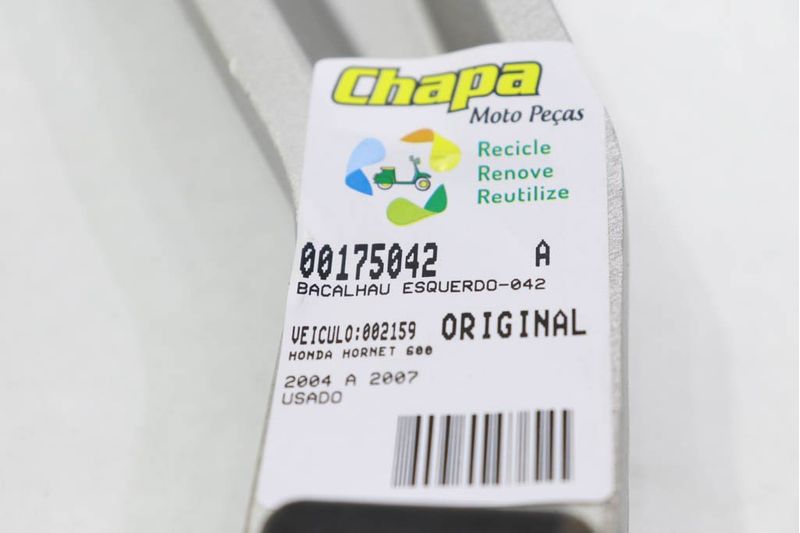 Chapa
Moto Peças
Recicle
Renove
Reutilize
00175042 A
BACALHAU ESQUERDO-042
VEICULO:002159 ORIGINAL
HONDA HORNET 600
2004 A 2007
USADO